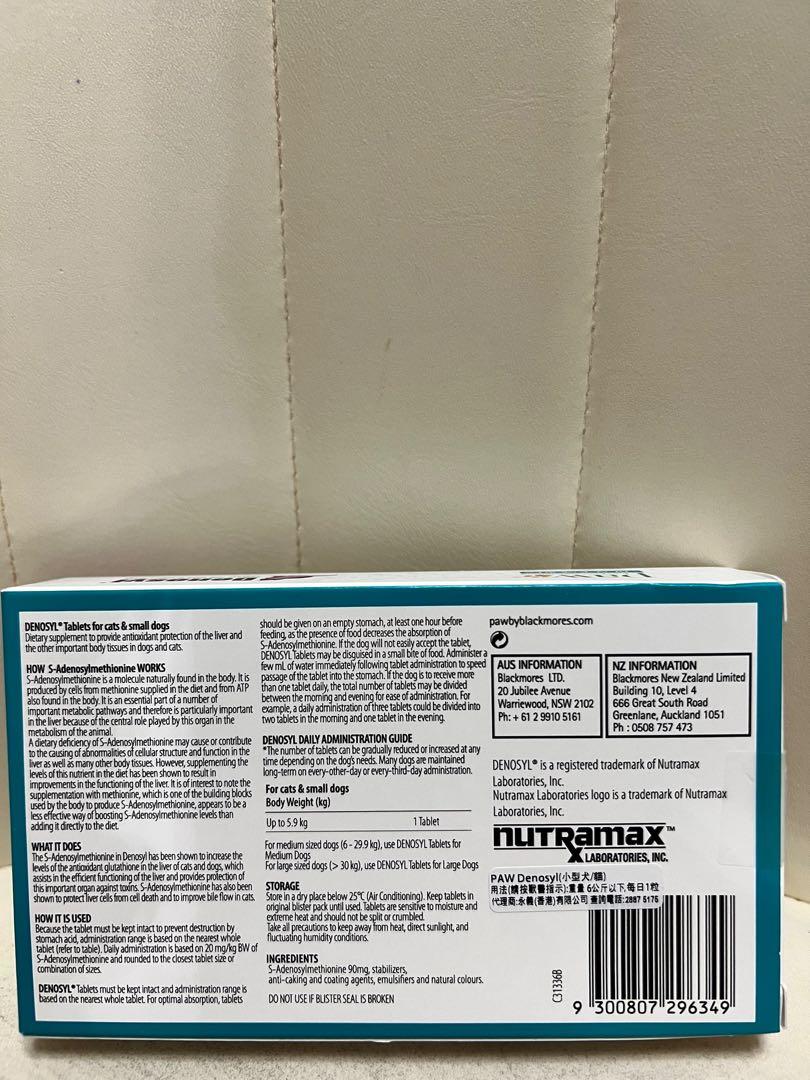 Denosyl
DENOSYL® Tablets for cats & small dogs
Dietary supplement to provide antioxidant protection of the liver and
the other important body tissues in dogs and cats.
HOW S-Adenosylmethionine WORKS
S-Adenosylmethionine is a molecule naturally found in the body. It is
produced by cells from methionine supplied in the diet and from ATP
also found in the body. It is an essential part of a number of
important metabolic pathways and therefore is particularly important
in the liver because of the central role played by this organ in the
metabolism of the animal.
A dietary deficiency of S-Adenosylmethionine may cause or contribute
to the causing of abnormalities of cellular structure and function in the
liver as well as many other body tissues. However, supplementing the
levels of this nutrient in the diet has been shown to result in
improvements in the functioning of the liver. It is of interest to note the
supplementation with methionine, which is one of the building blocks
used by the body to produce S-Adenosylmethionine, appears to be a
less effective way of boosting S-Adenosylmethionine levels than
adding it directly to the diet.
WHAT IT DOES
The S-Adenosylmethionine in Denosyl has been shown to increase the
levels of the antioxidant glutathione in the liver of cats and dogs, which
assists in the efficient functioning of the liver and provides protection of
this important organ against toxins. S-Adenosylmethionine has also been
shown to protect liver cells from cell death and to improve bile flow in cats.
HOW IT IS USED
Because the tablet must be kept intact to prevent destruction by
stomach acid, administration range is based on the nearest whole
tablet (refer to table). Daily administration is based on 20 mg/kg BW of
S-Adenosylmethionine and rounded to the closest tablet size or
combination of sizes.
DENOSYL® Tablets must be kept intact and administration range is
based on the nearest whole tablet. For optimal absorption, tablets
should be given on an empty stomach, at least one hour before
feeding, as the presence of food decreases the absorption of
S-Adenosylmethionine. If the dog will not easily accept the tablet,
DENOSYL Tablets may be disguised in a small bite of food. Administer a
few mL of water immediately following tablet administration to speed
passage of the tablet into the stomach. If the dog is to receive more
than one tablet daily, the total number of tablets may be divided
between the morning and evening for ease of administration. For
example, a daily administration of three tablets could be divided into
two tablets in the morning and one tablet in the evening.
DENOSYL DAILY ADMINISTRATION GUIDE
*The number of tablets can be gradually reduced or increased at any
time depending on the dog's needs. Many dogs are maintained
long-term on every-other-day or every-third-day administration.
For cats & small dogs
Body Weight (kg)
Up to 5.9 kg 1 Tablet
For medium sized dogs (6 - 29.9 kg), use DENOSYL Tablets for
Medium Dogs
For large sized dogs (> 30 kg), use DENOSYL Tablets for Large Dogs
STORAGE
Store in a dry place below 25°C (Air Conditioning). Keep tablets in
original blister pack until used. Tablets are sensitive to moisture and
extreme heat and should not be split or crumbled.
Take all precautions to keep away from heat, direct sunlight, and
fluctuating humidity conditions.
INGREDIENTS
S-Adenosylmethionine 90mg, stabilizers,
anti-caking and coating agents, emulsifiers and natural colours.
DO NOT USE IF BLISTER SEAL IS BROKEN
pawbyblackmores.com
AUS INFORMATION
Blackmores LTD.
20 Jubilee Avenue
Warriewood, NSW 2102
Ph: + 61 2 9910 5161
NZ INFORMATION
Blackmores New Zealand Limited
Building 10, Level 4
666 Great South Road
Greenlane, Auckland 1051
Ph : 0508 757 473
DENOSYL® is a registered trademark of Nutramax
Laboratories, Inc.
Nutramax Laboratories logo is a trademark of Nutramax
Laboratories, Inc.
nutramax™
LABORATORIES, INC.
PAW Denosyl(小型犬/貓)
用法(請按獸醫指示):重量 6公斤以下,每日1粒
代理商:永義(香港)有限公司 查詢電話:2887 5175
C31336B
9 300807 296349